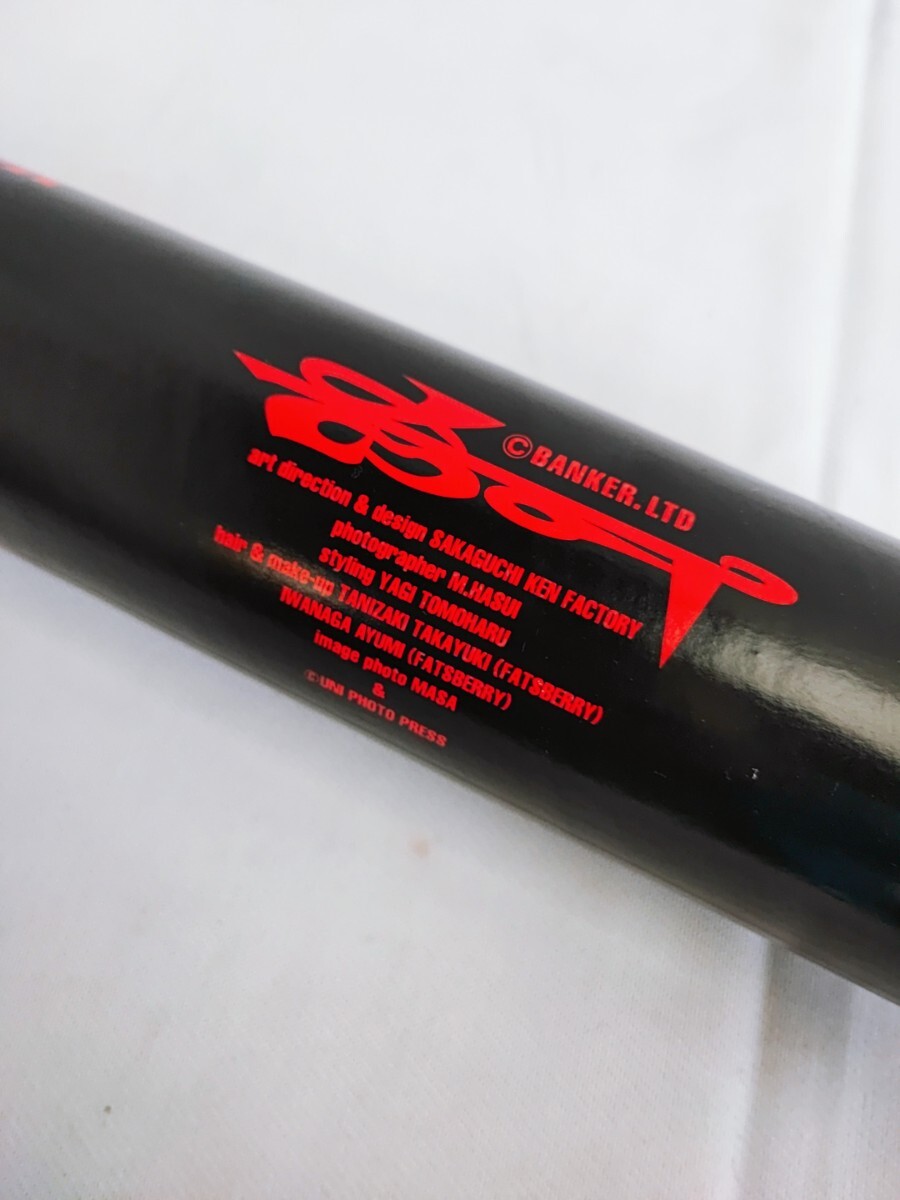 ©BANKER.LTD
art direction & design SAKAGUCHI KEN FACTORY
photographer M.HASUI
styling YAGI TOMOHARU
hair & make-up TANIZAKI TAKAYUKI (FATSBERRY)
IWANAGA AYUMI (FATSBERRY)
image photo MASA
&
©UNI PHOTO PRESS